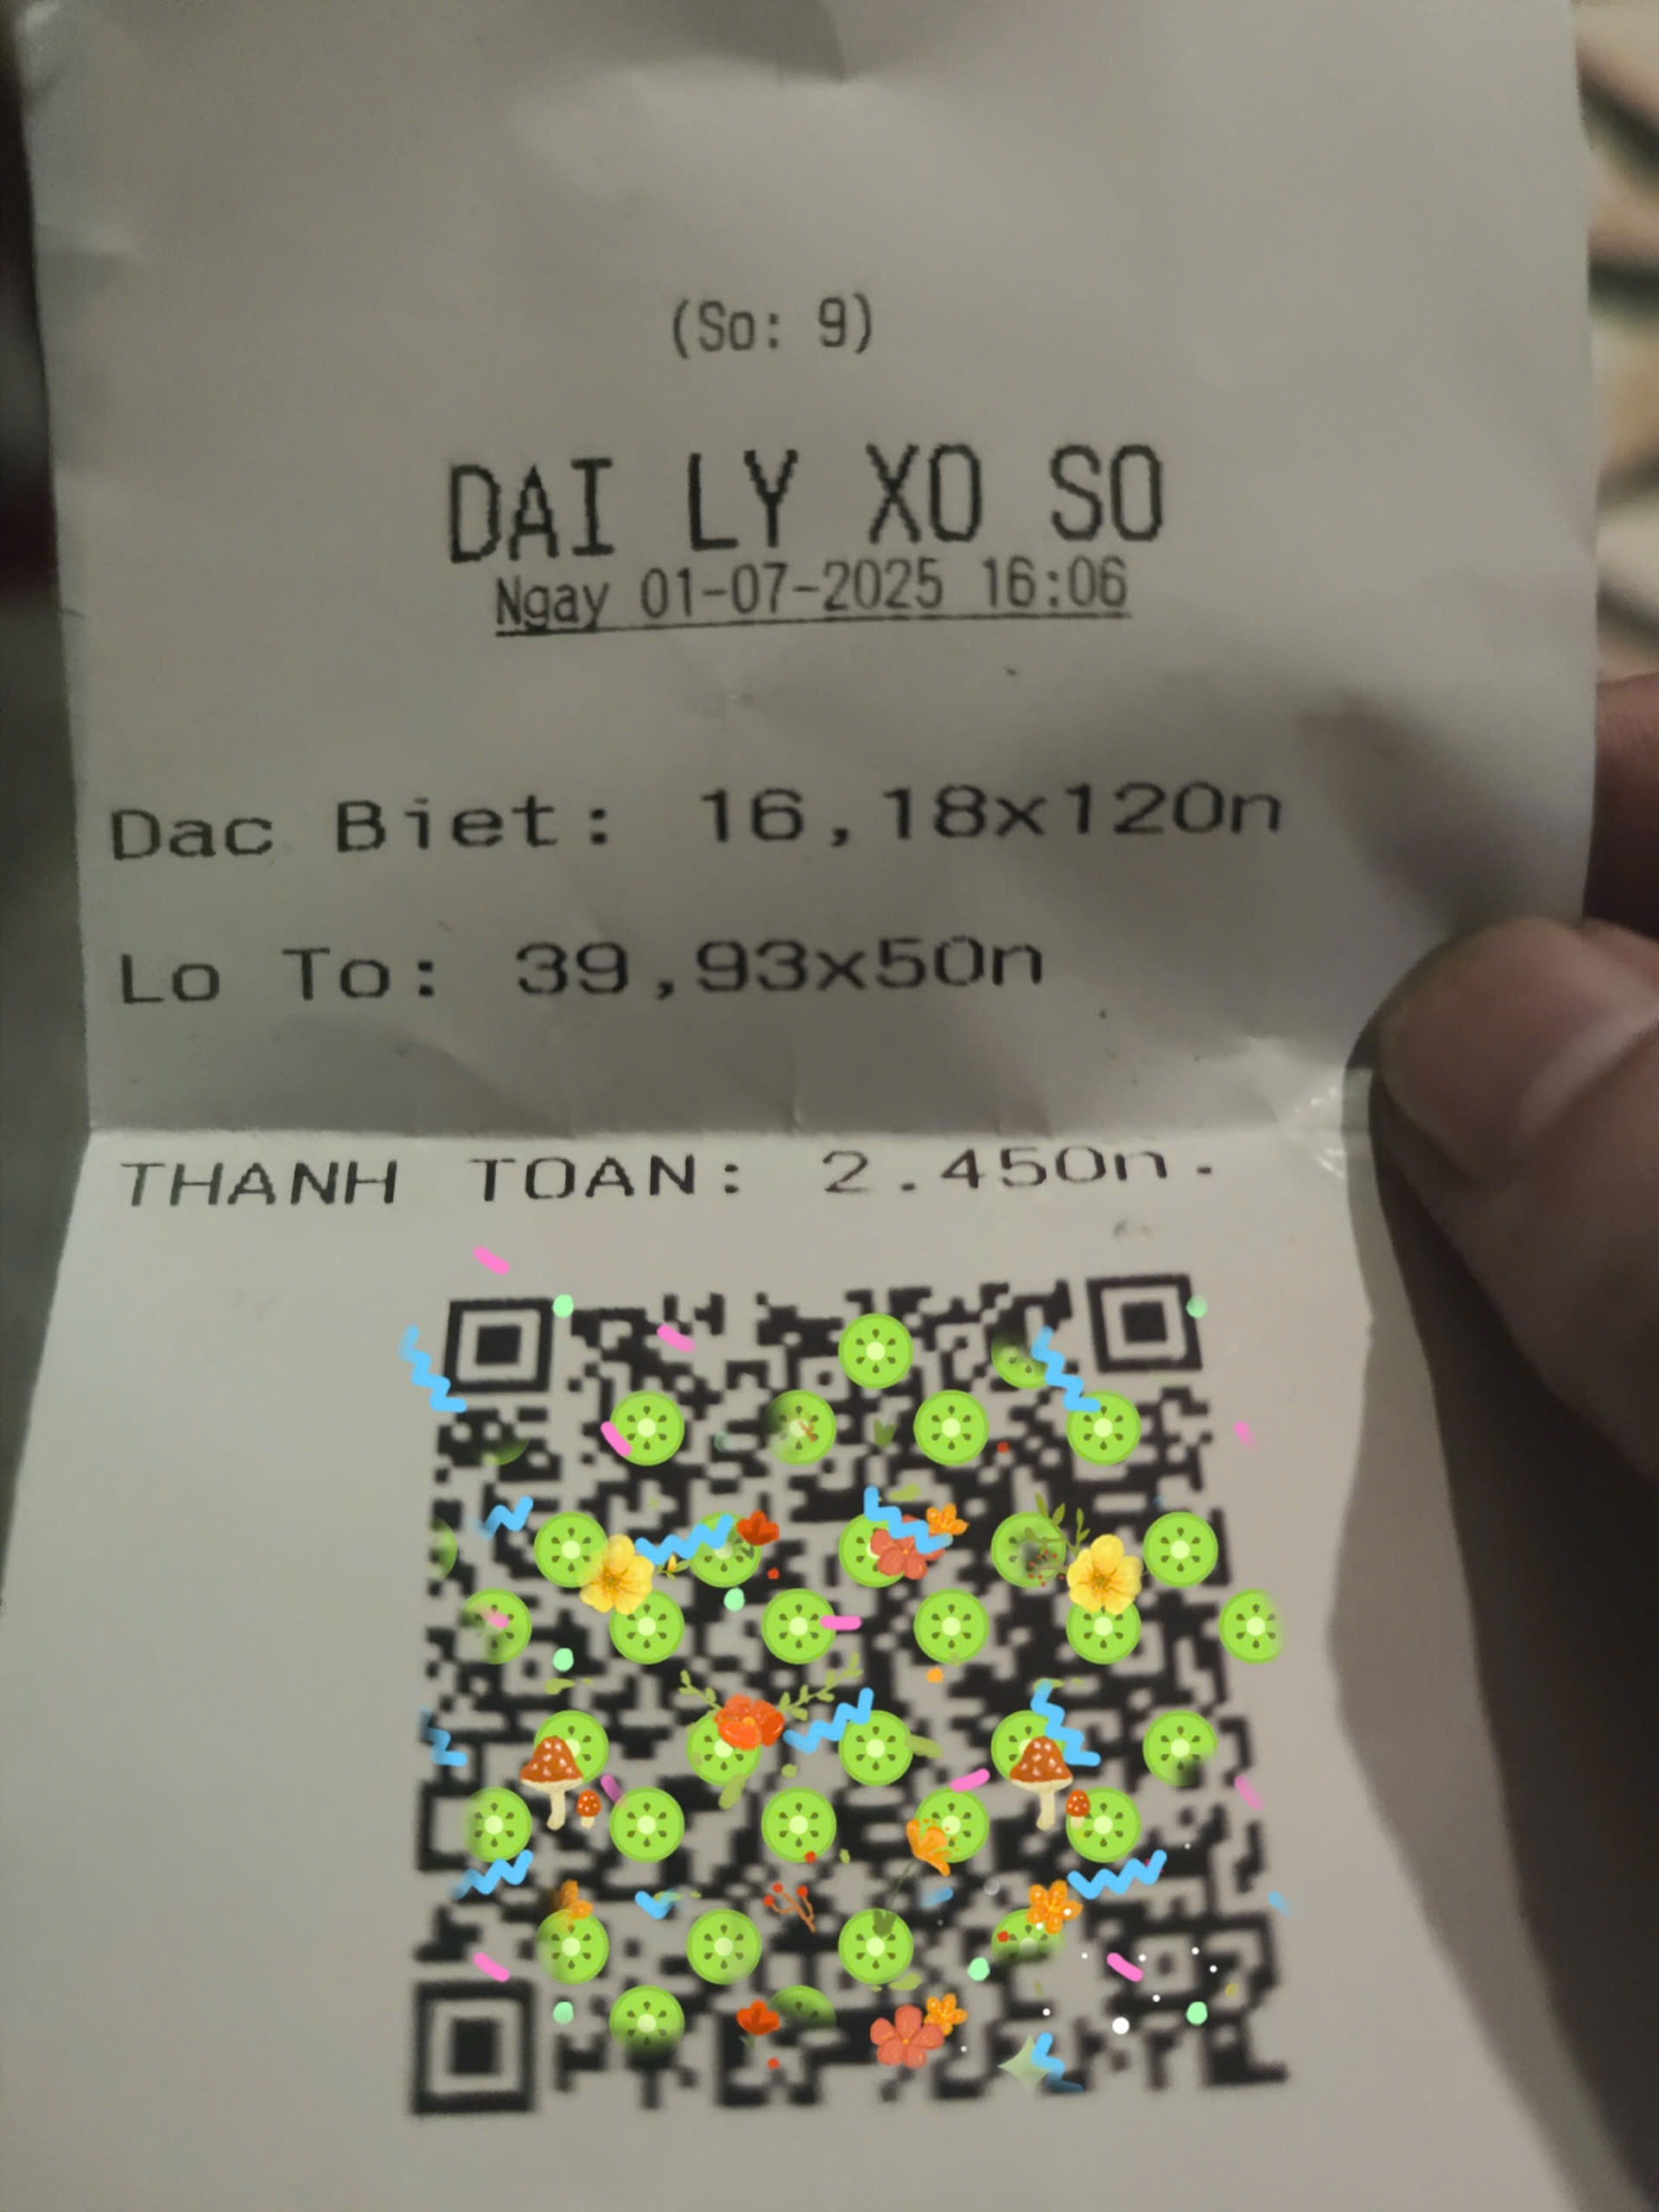 (So: 9)
DAI LY XO SO
Ngay 01-07-2025 16:06
Dac Biet: 16,18x120n
Lo To: 39,93x50n
THANH TOAN: 2.450n.